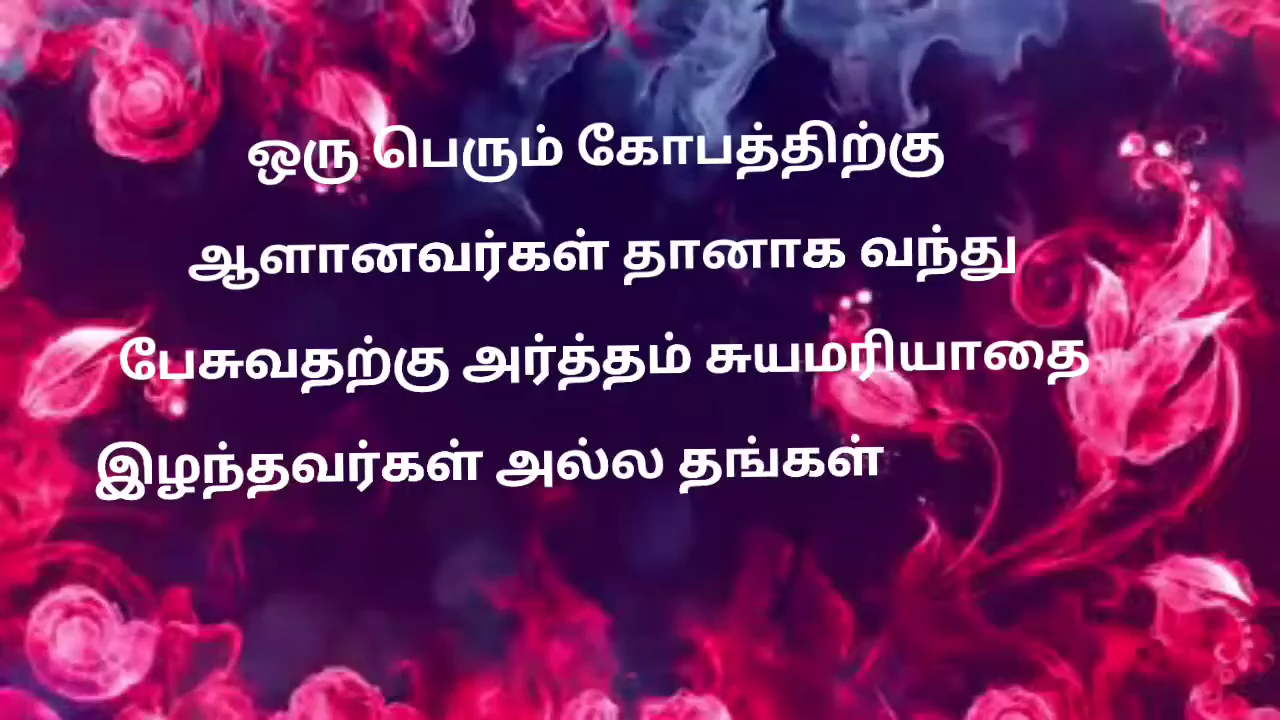 ஒரு பெரும் கோபத்திற்கு
ஆளானவர்கள் தானாக வந்து
பேசுவதற்கு அர்த்தம் சுயமரியாதை
இழந்தவர்கள் அல்ல தங்கள்